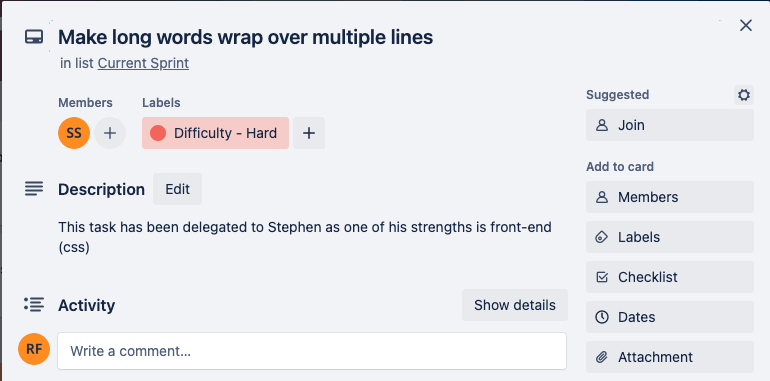 Make long words wrap over multiple lines
in list Current Sprint
Members
Labels
SS
+
Difficulty - Hard
+
Description
Edit
This task has been delegated to Stephen as one of his strengths is front-end
(css)
Activity
Show details
RF
Write a comment...
Suggested
Join
Add to card
Members
Labels
Checklist
Dates
Attachment